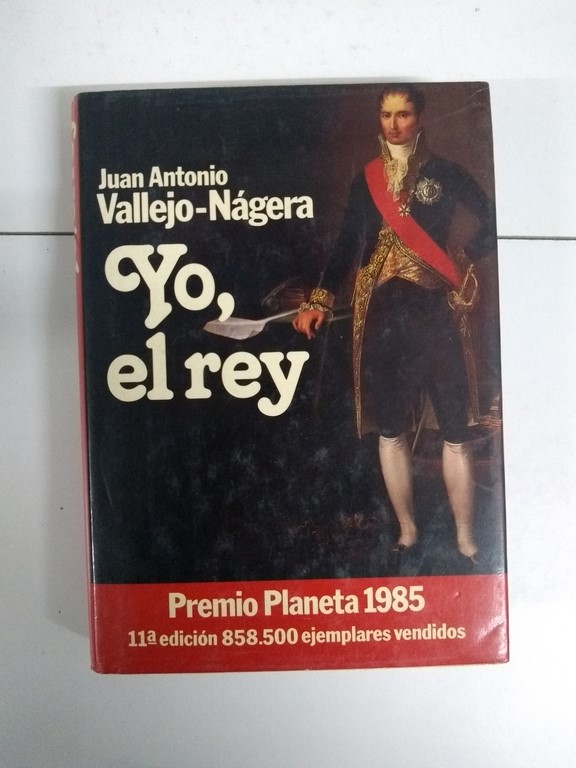 Juan Antonio
Vallejo-Nágera
Yo,
el rey
Premio Planeta 1985
11ª edición 858.500 ejemplares vendidos